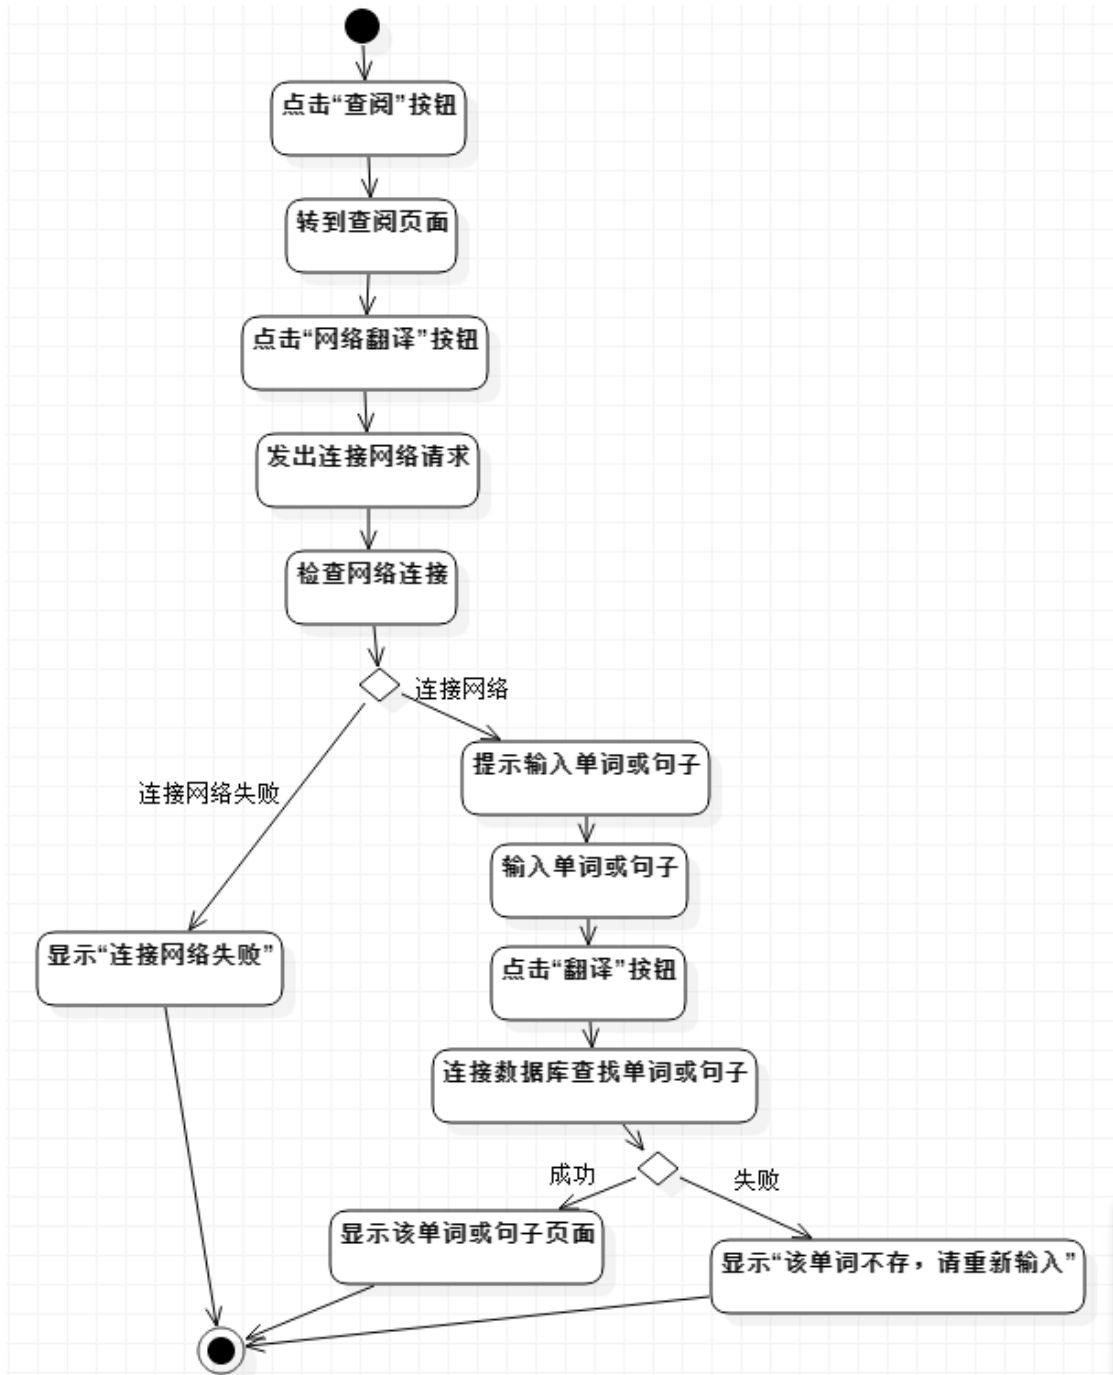 点击“查阅”按钮
转到查阅页面
点击“网络翻译”按钮
发出连接网络请求
检查网络连接
连接网络
提示输入单词或句子
连接网络失败
输入单词或句子
显示“连接网络失败”
点击“翻译”按钮
连接数据库查找单词或句子
成功
失败
显示该单词或句子页面
显示“该单词不存，请重新输入”